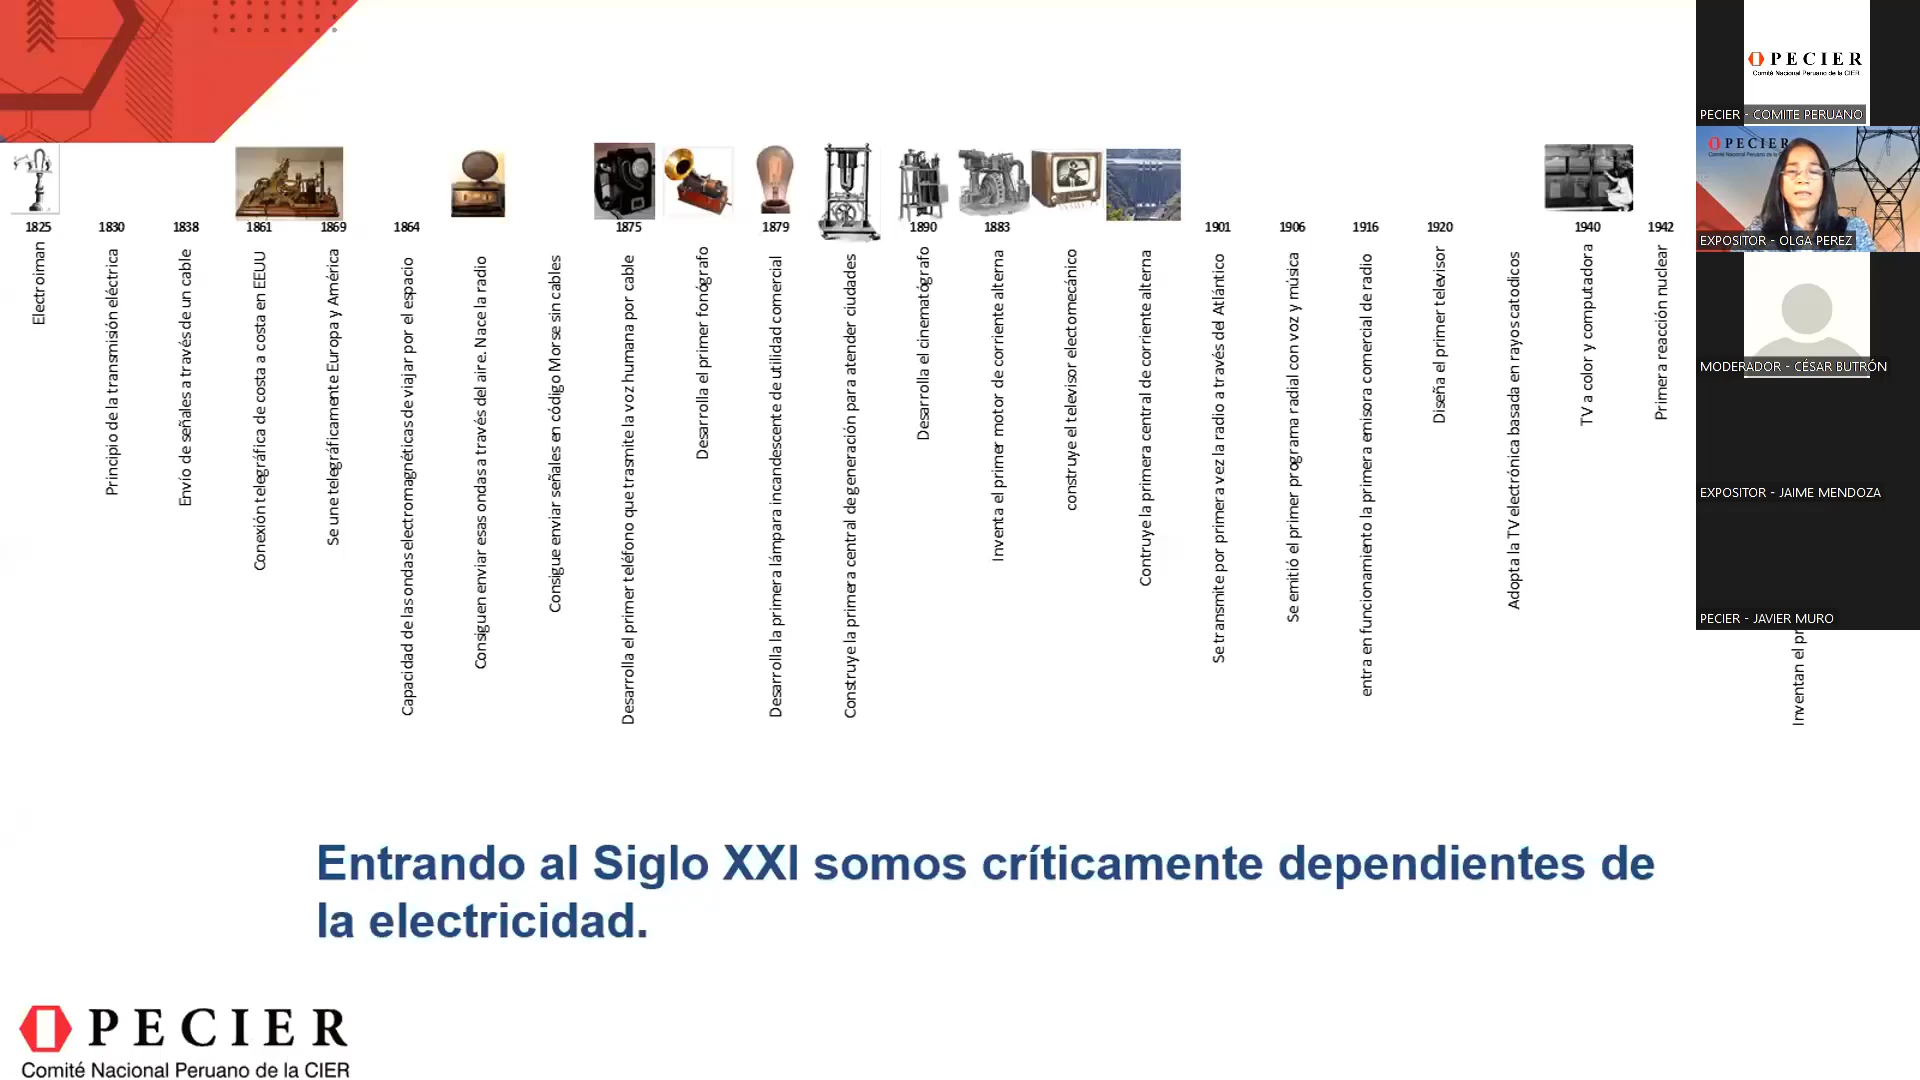 1825
1830
1838
1861
1869
1864
1875
1879
1890
1883
1901
1906
1916
1920
1940
1942
Electroiman
Principio de la transmisión eléctrica
Envío de señales a través de un cable
Conexión telegráfica de costa a costa en EEUU
Se une telegráficamente Europa y América
Capacidad de las ondas electromagnéticas de viajar por el espacio
Consiguen enviar esas ondas a través del aire. Nace la radio
Consigue enviar señales en código Morse sin cables
Desarrolla el primer teléfono que trasmite la voz humana por cable
Desarrolla el primer fonógrafo
Desarrolla la primera lámpara incandescente de utilidad comercial
Construye la primera central de generación para atender ciudades
Desarrolla el cinematógrafo
Inventa el primer motor de corriente alterna
construye el televisor electomecánico
Contruye la primera central de corriente alterna
Se transmite por primera vez la radio a través del Atlántico
Se emitió el primer programa radial con voz y música
entra en funcionamiento la primera emisora comercial de radio
Diseña el primer televisor
Adopta la TV electrónica basada en rayos catodicos
TV a color y computadora
Primera reacción nuclear
Inventan el pr
Entrando al Siglo XXI somos críticamente dependientes de
la electricidad.
PECIER
Comité Nacional Peruano de la CIER
PECIER
Comité Nacional Peruano de la CIER
PECIER - COMITE PERUANO
PECIER
EXPOSITOR - OLGA PEREZ
MODERADOR - CÉSAR BUTRÓN
EXPOSITOR - JAIME MENDOZA
PECIER - JAVIER MURO